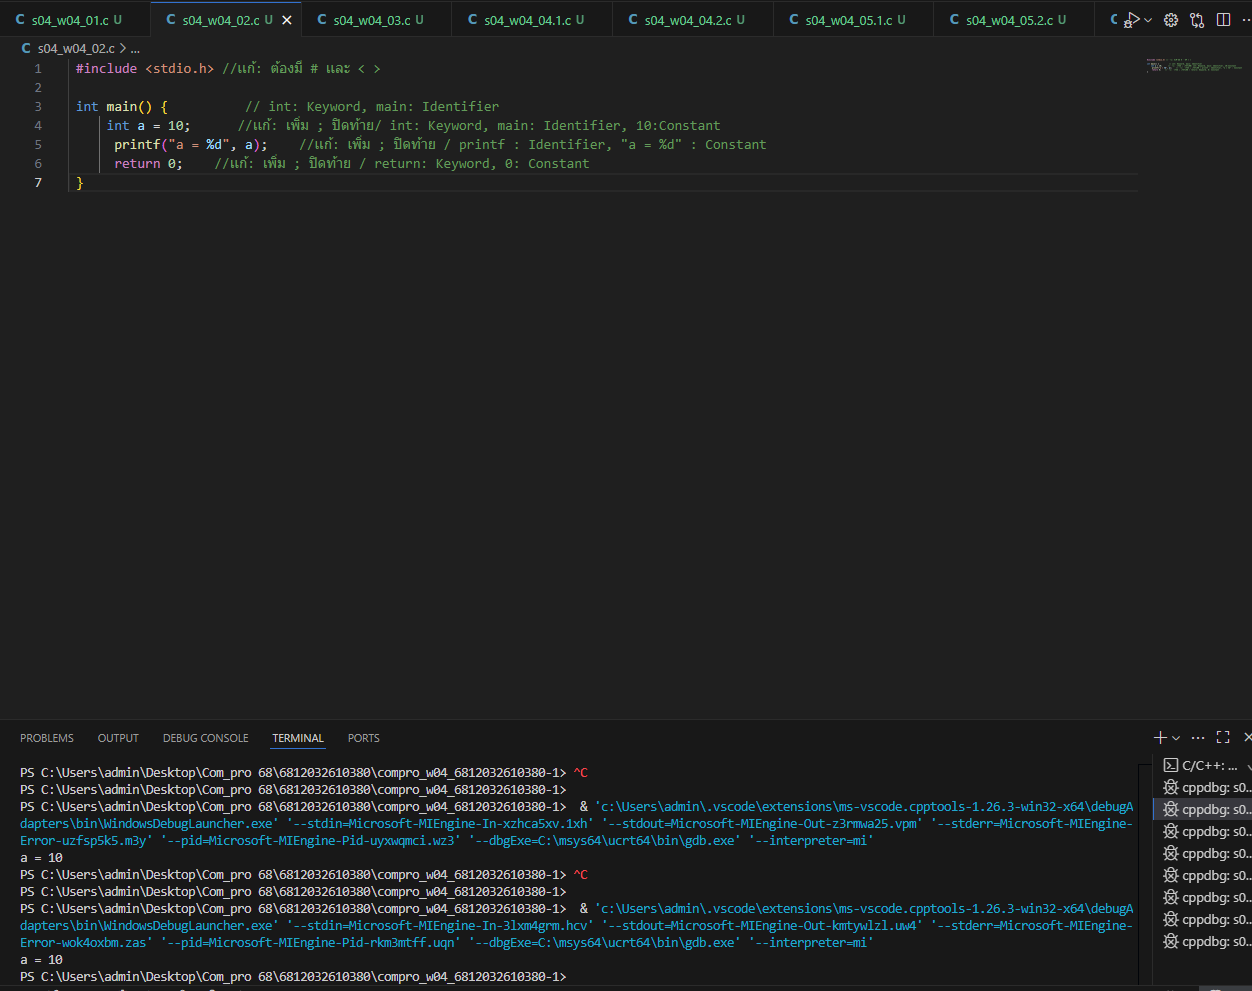 C s04_w04_01.c U C s04_w04_02.c U C s04_w04_03.c U C s04_w04_04.1.c U C s04_w04_04.2.c U C s04_w04_05.1.c U C s04_w04_05.2.c U C
C s04_w04_02.c > ...
1 #include <stdio.h> //แก้: ต้องมี # และ < >
2
3 int main() { // int: Keyword, main: Identifier
4 int a = 10; //แก้: เพิ่ม ; ปิดท้าย/ int: Keyword, main: Identifier, 10:Constant
5 printf("a = %d", a); //แก้: เพิ่ม ; ปิดท้าย / printf : Identifier, "a = %d" : Constant
6 return 0; //แก้: เพิ่ม ; ปิดท้าย / return: Keyword, 0: Constant
7 }
PROBLEMS OUTPUT DEBUG CONSOLE TERMINAL PORTS
PS C:\Users\admin\Desktop\Com_pro 68\6812032610380\compro_w04_6812032610380-1> ^C
PS C:\Users\admin\Desktop\Com_pro 68\6812032610380\compro_w04_6812032610380-1>
PS C:\Users\admin\Desktop\Com_pro 68\6812032610380\compro_w04_6812032610380-1> & 'c:\Users\admin\.vscode\extensions\ms-vscode.cpptools-1.26.3-win32-x64\debugA
dapters\bin\WindowsDebugLauncher.exe' '--stdin=Microsoft-MIEngine-In-xzhca5xv.1xh' '--stdout=Microsoft-MIEngine-Out-z3rmwa25.vpm' '--stderr=Microsoft-MIEngine-
Error-uzfsp5k5.m3y' '--pid=Microsoft-MIEngine-Pid-uyxwqmci.wz3' '--dbgExe=C:\msys64\ucrt64\bin\gdb.exe' '--interpreter=mi'
a = 10
PS C:\Users\admin\Desktop\Com_pro 68\6812032610380\compro_w04_6812032610380-1> ^C
PS C:\Users\admin\Desktop\Com_pro 68\6812032610380\compro_w04_6812032610380-1>
PS C:\Users\admin\Desktop\Com_pro 68\6812032610380\compro_w04_6812032610380-1> & 'c:\Users\admin\.vscode\extensions\ms-vscode.cpptools-1.26.3-win32-x64\debugA
dapters\bin\WindowsDebugLauncher.exe' '--stdin=Microsoft-MIEngine-In-3lxm4grm.hcv' '--stdout=Microsoft-MIEngine-Out-kmtywlzl.uw4' '--stderr=Microsoft-MIEngine-
Error-wok4oxbm.zas' '--pid=Microsoft-MIEngine-Pid-rkm3mtff.uqn' '--dbgExe=C:\msys64\ucrt64\bin\gdb.exe' '--interpreter=mi'
a = 10
PS C:\Users\admin\Desktop\Com_pro 68\6812032610380\compro_w04_6812032610380-1>
C/C++: ...
cppdbg: s0...
cppdbg: s0...
cppdbg: s0...
cppdbg: s0...
cppdbg: s0...
cppdbg: s0...
cppdbg: s0...
cppdbg: s0...